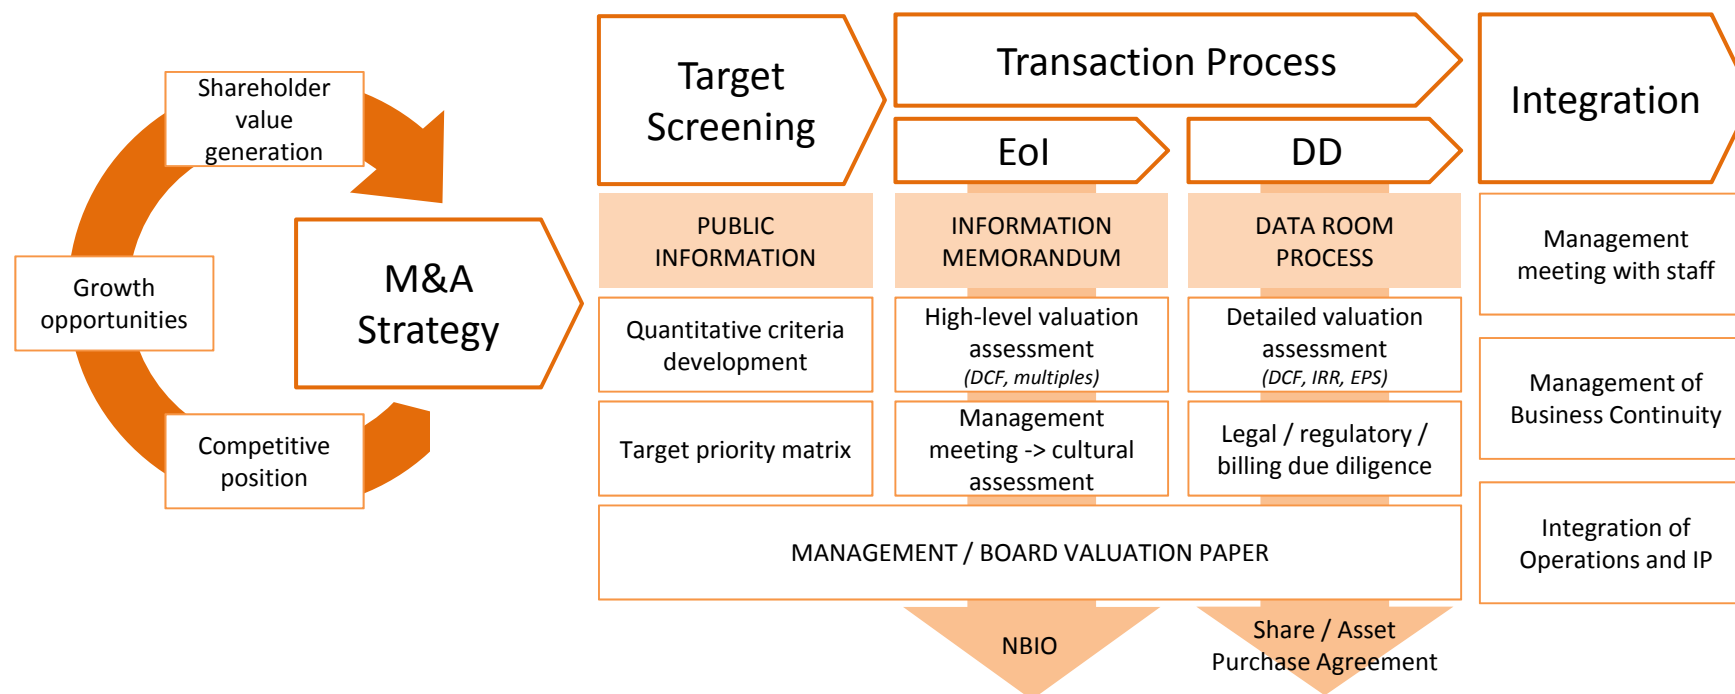 Shareholder
value
generation
Growth
opportunities
Competitive
position
M&A
Strategy
Target
Screening
Transaction Process
EoI
DD
Integration
PUBLIC
INFORMATION
INFORMATION
MEMORANDUM
DATA ROOM
PROCESS
Quantitative criteria
development
High-level valuation
assessment
(DCF, multiples)
Detailed valuation
assessment
(DCF, IRR, EPS)
Target priority matrix
Management
meeting -> cultural
assessment
Legal / regulatory /
billing due diligence
MANAGEMENT / BOARD VALUATION PAPER
NBIO
Share / Asset
Purchase Agreement
Management
meeting with staff
Management of
Business Continuity
Integration of
Operations and IP